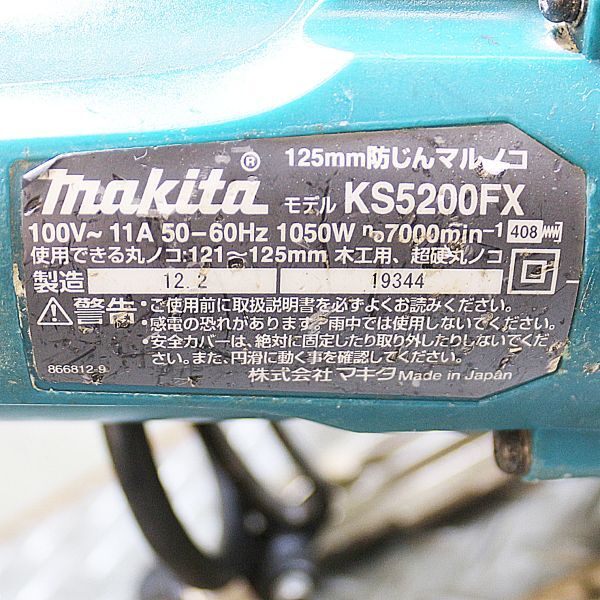 125mm防じんマルノコ
makita® モデル KS5200FX
100V~ 11A 50-60Hz 1050W n₀7000min⁻¹ 408
使用できる丸ノコ:121~125mm 木工用、超硬丸ノコ
製造 12.2 19344
警告 ・ご使用前に取扱説明書を必ずよくお読みください。
・感電の恐れがあります。雨中では使用しないでください。
・安全カバーは、絶対に固定したり取り外したりしないでくだ
さい。また、円滑に動く事を確認してください。
866812-9 株式会社 マキタ Made in Japan